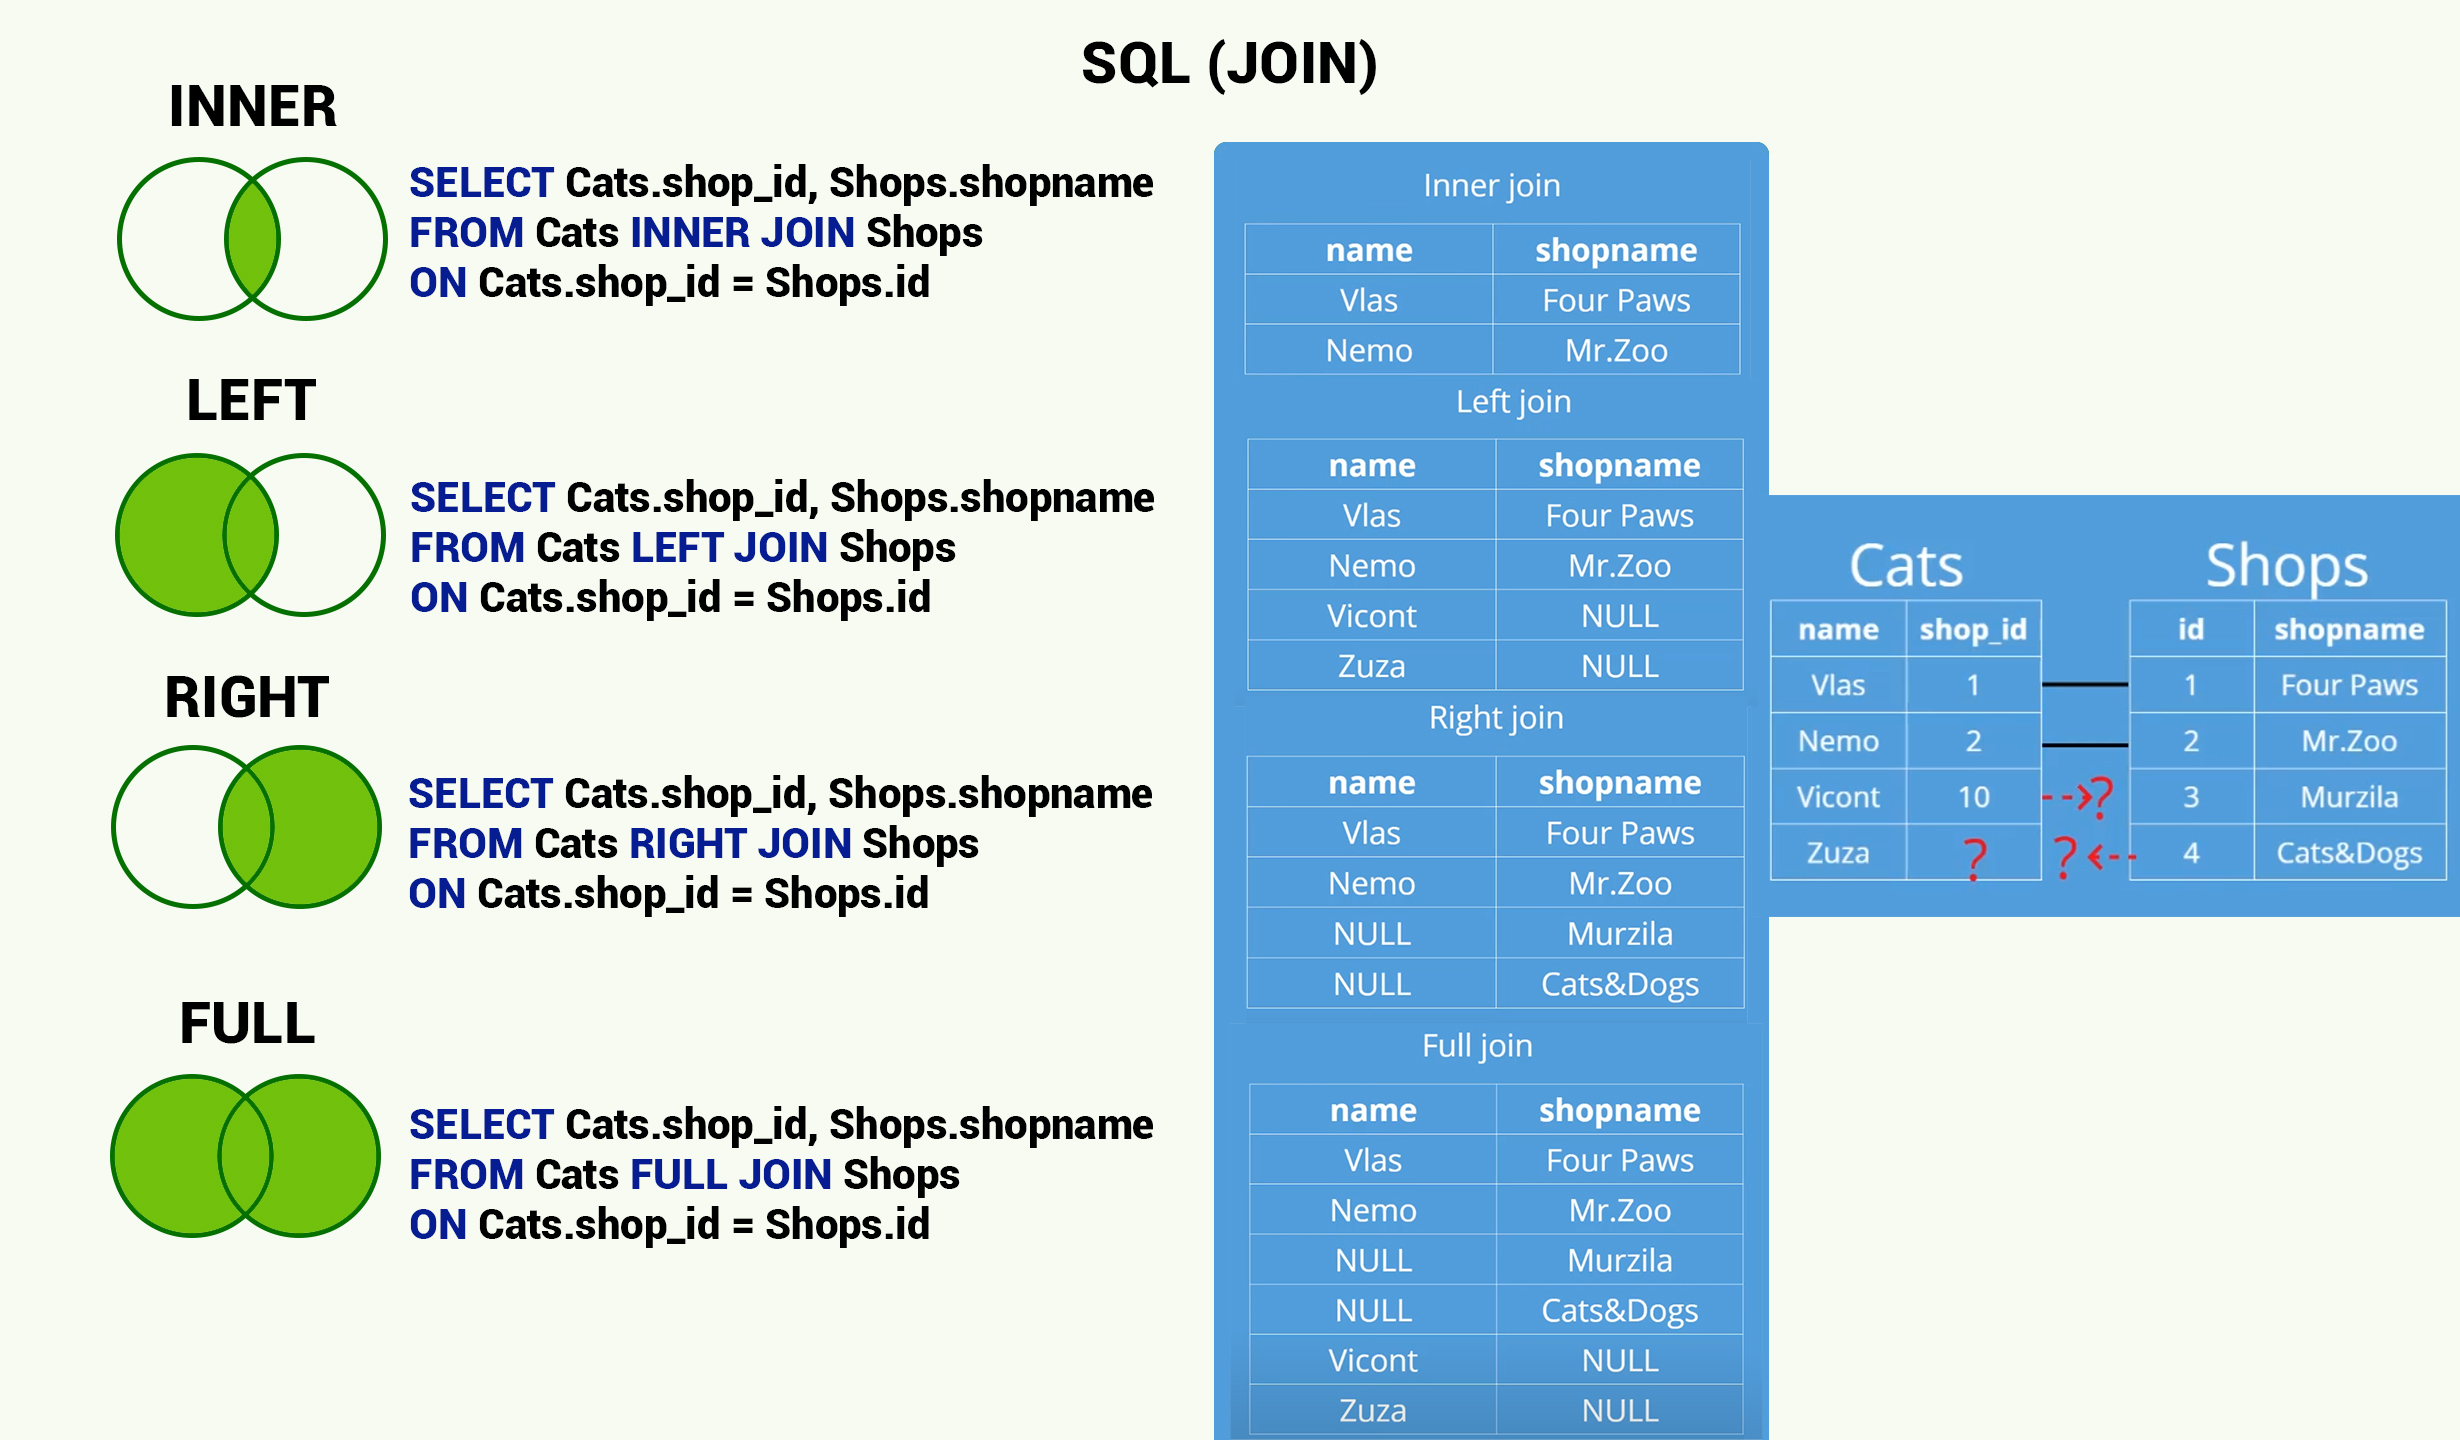 SQL (JOIN)
INNER
SELECT Cats.shop_id, Shops.shopname
FROM Cats INNER JOIN Shops
ON Cats.shop_id = Shops.id
LEFT
SELECT Cats.shop_id, Shops.shopname
FROM Cats LEFT JOIN Shops
ON Cats.shop_id = Shops.id
RIGHT
SELECT Cats.shop_id, Shops.shopname
FROM Cats RIGHT JOIN Shops
ON Cats.shop_id = Shops.id
FULL
SELECT Cats.shop_id, Shops.shopname
FROM Cats FULL JOIN Shops
ON Cats.shop_id = Shops.id
Inner join
name shopname
Vlas Four Paws
Nemo Mr.Zoo
Left join
name shopname
Vlas Four Paws
Nemo Mr.Zoo
Vicont NULL
Zuza NULL
Right join
name shopname
Vlas Four Paws
Nemo Mr.Zoo
NULL Murzila
NULL Cats&Dogs
Full join
name shopname
Vlas Four Paws
Nemo Mr.Zoo
NULL Murzila
NULL Cats&Dogs
Vicont NULL
Zuza NULL
Cats Shops
name shop_id id shopname
Vlas 1 1 Four Paws
Nemo 2 2 Mr.Zoo
Vicont 10 ? 3 Murzila
Zuza ? ? 4 Cats&Dogs